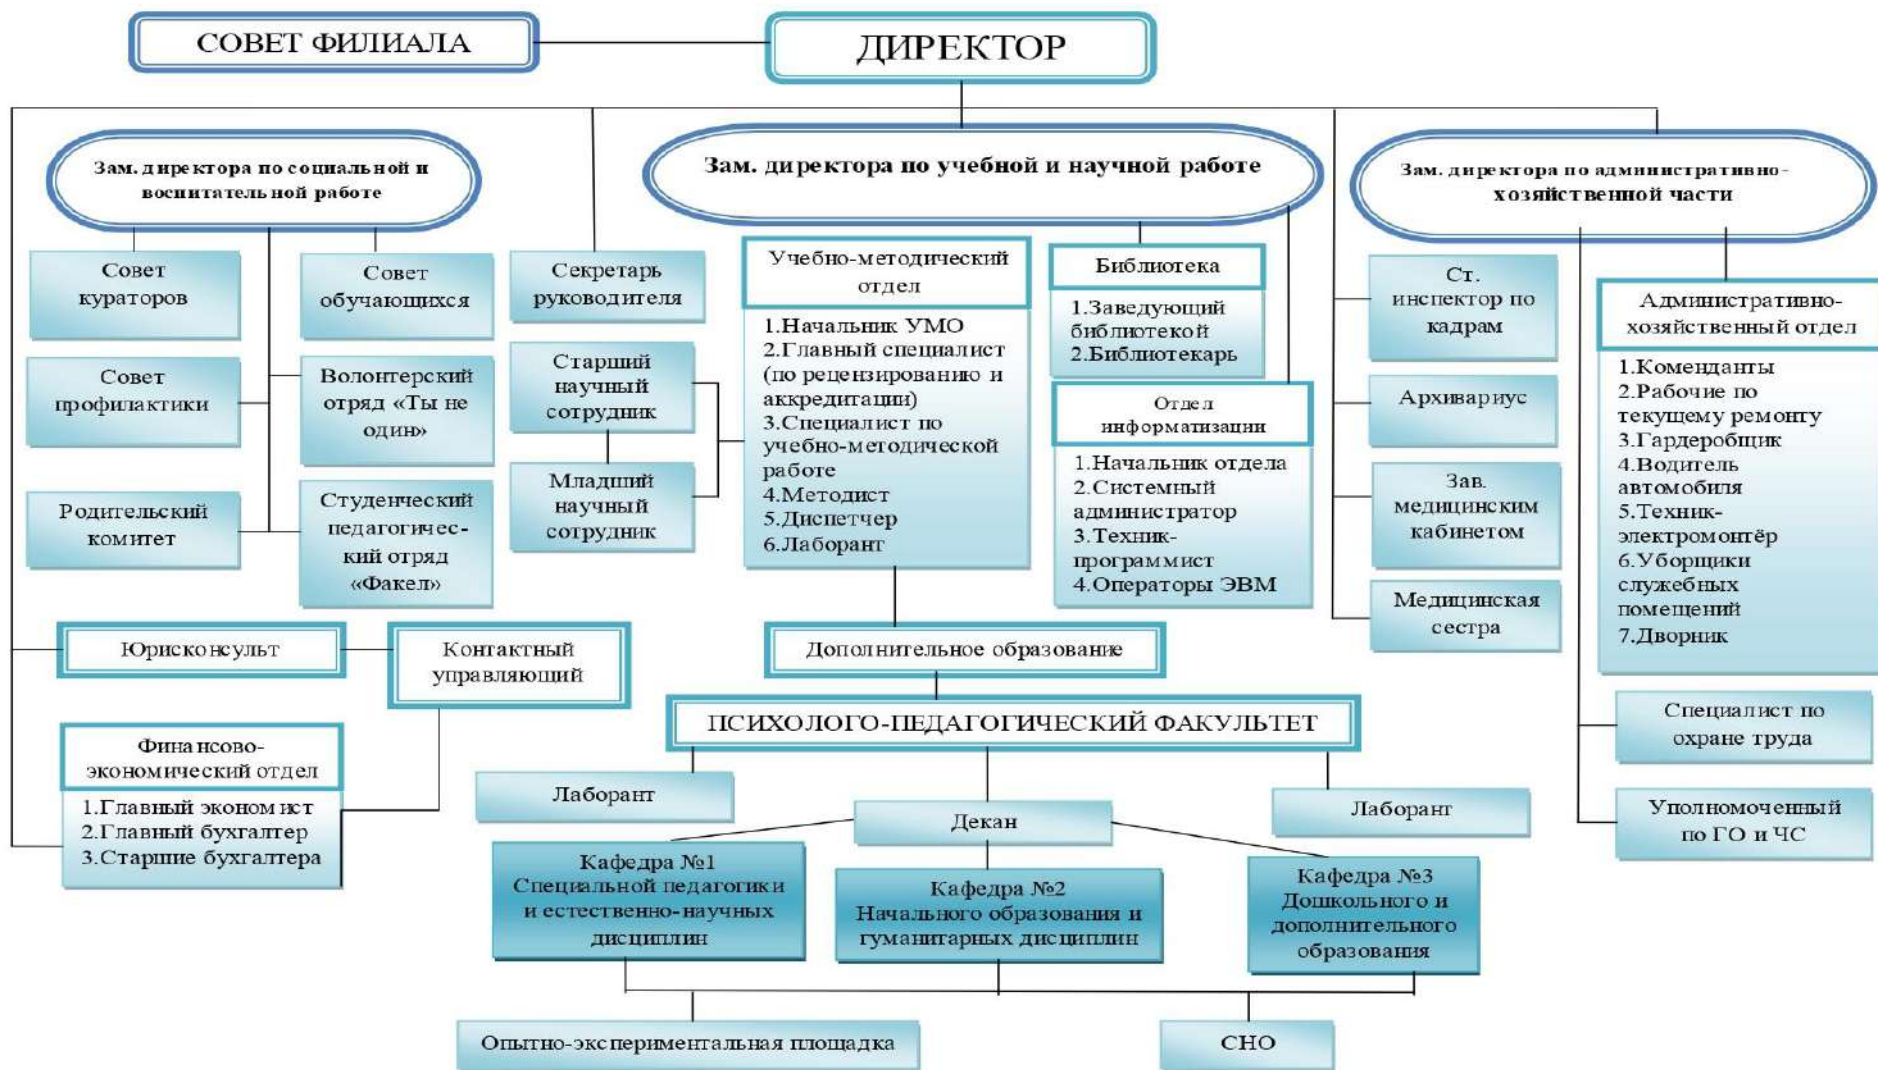 СОВЕТ ФИЛИАЛА
ДИРЕКТОР
Зам. директора по социальной и
воспитательной работе
Зам. директора по учебной и научной работе
Зам. директора по административно-
хозяйственной части
Совет
кураторов
Совет
обучающихся
Совет
профилактики
Волонтерский
отряд «Ты не
один»
Родительский
комитет
Студенческий
педагогичес-
кий отряд
«Факел»
Секретарь
руководителя
Старший
научный
сотрудник
Младший
научный
сотрудник
Учебно-методический
отдел
1.Начальник УМО
2.Главный специалист
(по рецензированию и
аккредитации)
3.Специалист по
учебно-методической
работе
4.Методист
5.Диспетчер
6.Лаборант
Библиотека
1.Заведующий
библиотекой
2.Библиотекарь
Отдел
информатизации
1.Начальник отдела
2.Системный
администратор
3.Техник-
программист
4.Операторы ЭВМ
Ст.
инспектор по
кадрам
Архивариус
Зав.
медицинским
кабинетом
Медицинская
сестра
Административно-
хозяйственный отдел
1.Коменданты
2.Рабочие по
текущему ремонту
3.Гардеробщик
4.Водитель
автомобиля
5.Техник-
электромонтёр
6.Уборщики
служебных
помещений
7.Дворник
Специалист по
охране труда
Уполномоченный
по ГО и ЧС
Юрисконсульт
Контактный
управляющий
Финансово-
экономический отдел
1.Главный экономист
2.Главный бухгалтер
3.Старшие бухгалтера
Дополнительное образование
ПСИХОЛОГО-ПЕДАГОГИЧЕСКИЙ ФАКУЛЬТЕТ
Лаборант
Декан
Лаборант
Кафедра №1
Специальной педагогики
и естественно-научных
дисциплин
Кафедра №2
Начального образования и
гуманитарных дисциплин
Кафедра №3
Дошкольного и
дополнительного
образования
Опытно-экспериментальная площадка
СНО